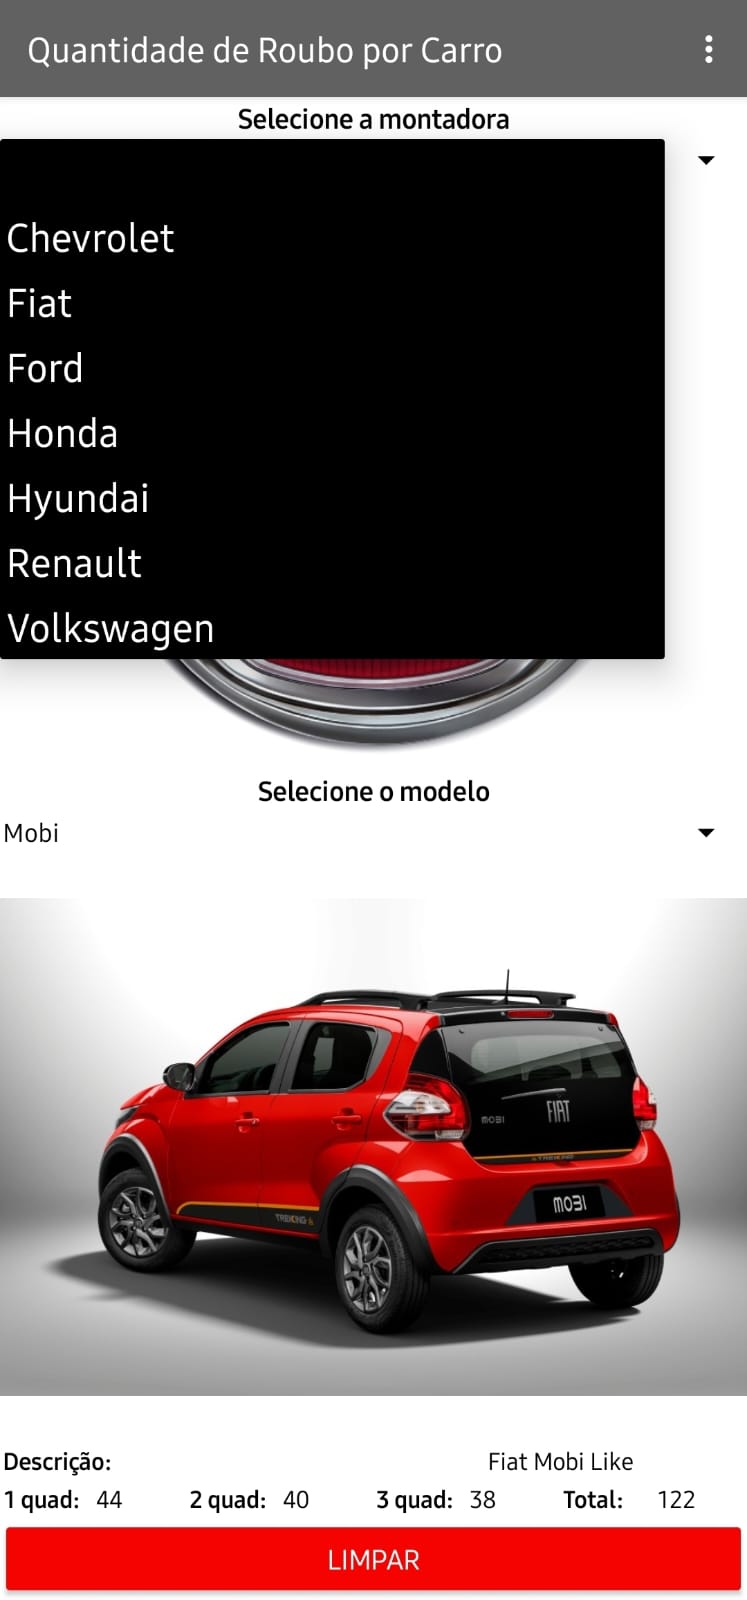 Quantidade de Roubo por Carro
Selecione a montadora
Chevrolet
Fiat
Ford
Honda
Hyundai
Renault
Volkswagen
Selecione o modelo
Mobi
MOBI FIAT
TREKKING
TREKKING
MOBI
Descrição: Fiat Mobi Like
1 quad: 44 2 quad: 40 3 quad: 38 Total: 122
LIMPAR